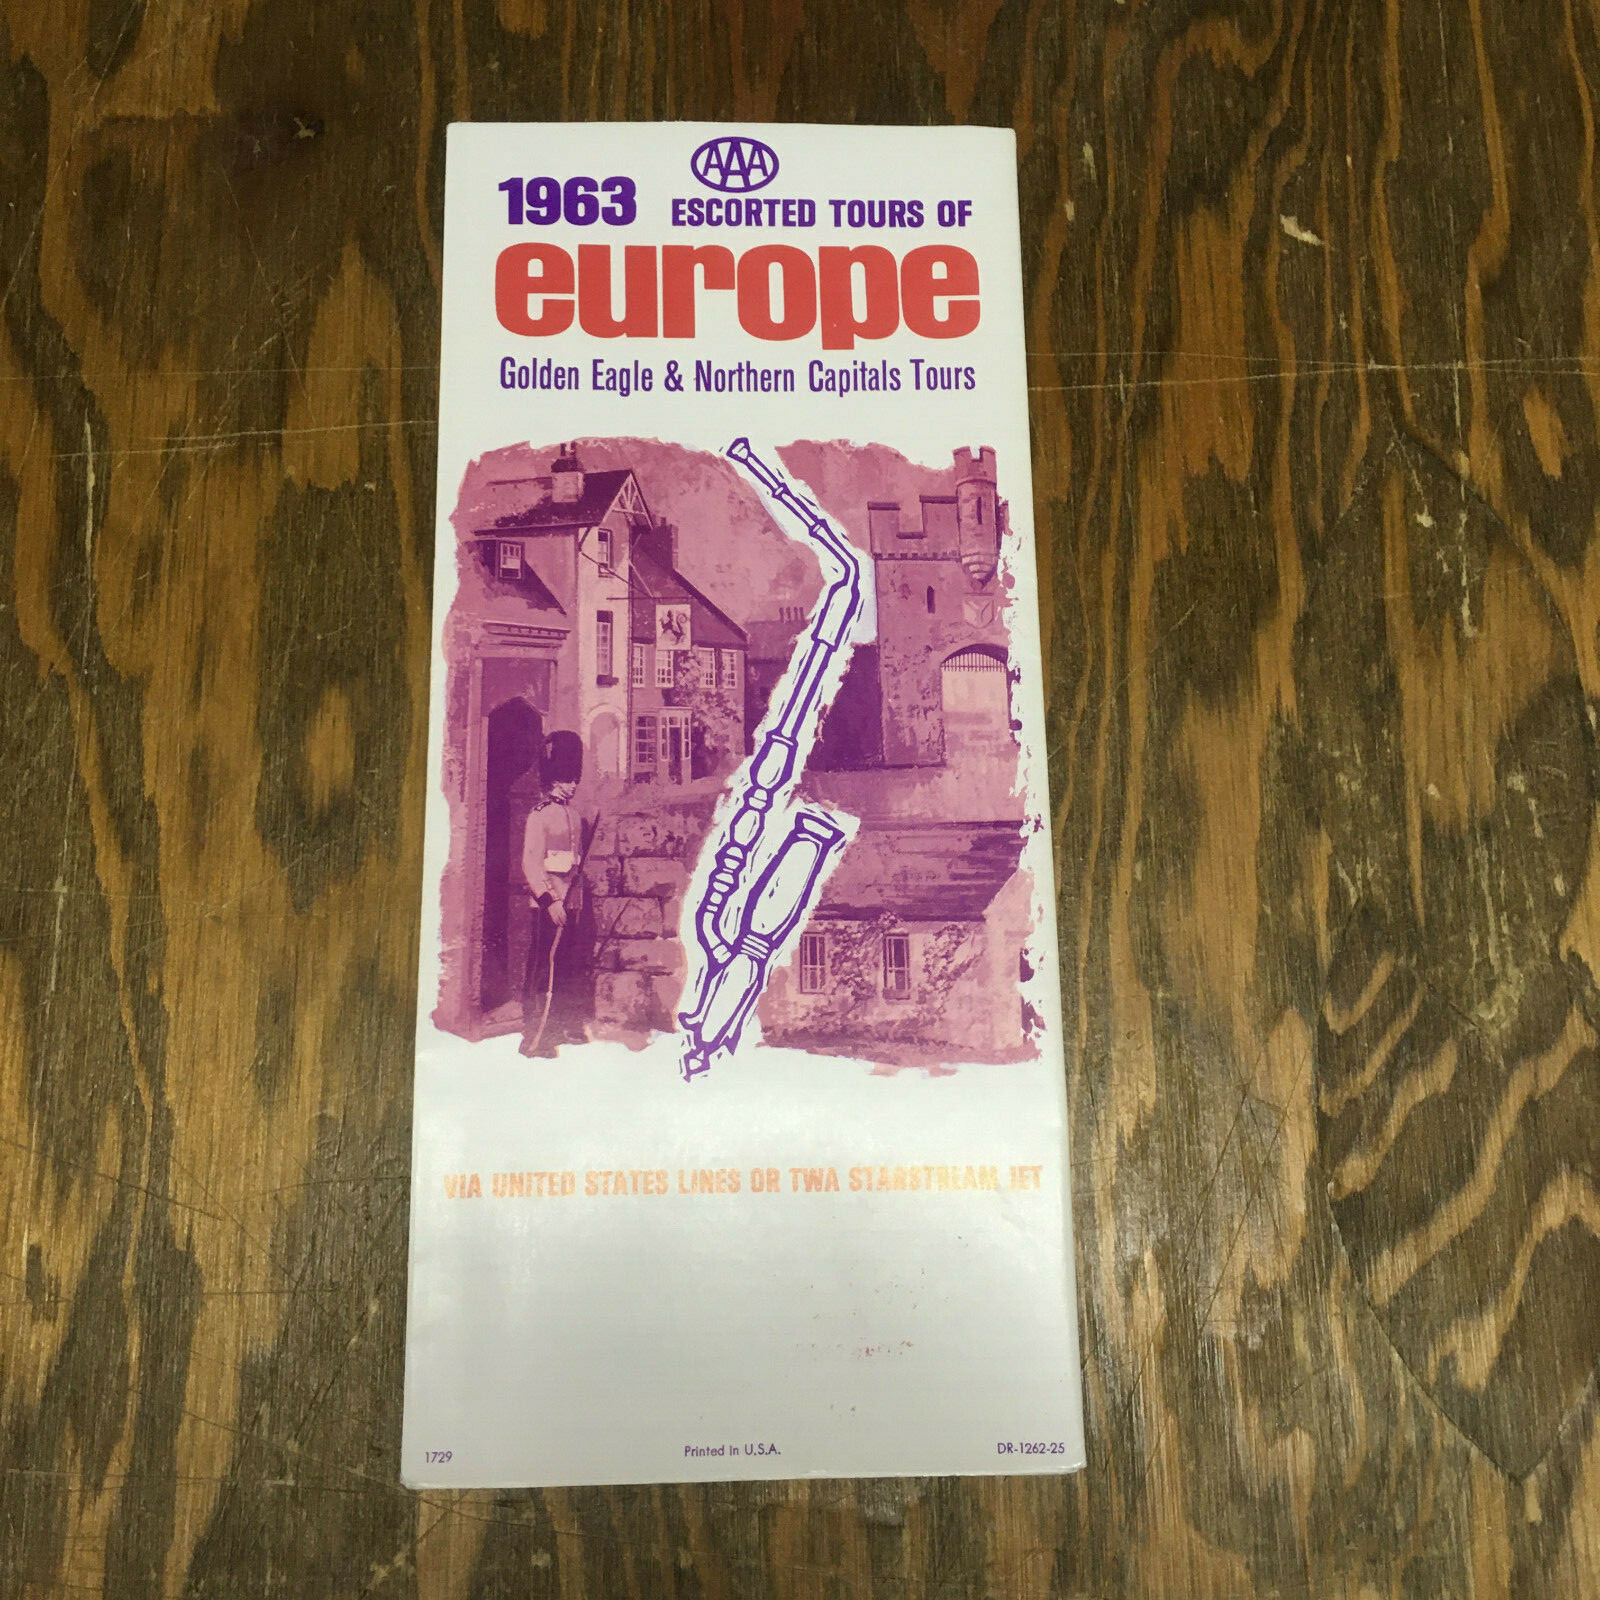 AAA
1963 ESCORTED TOURS OF
europe
Golden Eagle & Northern Capitals Tours
VIA UNITED STATES LINES OR TWA STARSTREAM JET
1729 Printed in U.S.A. DR-1262-25